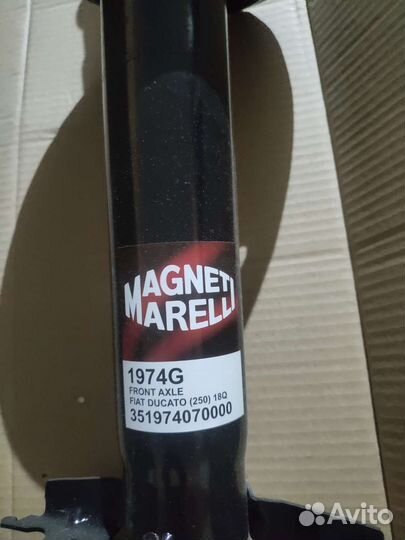 MAGNETI
MARELLI
1974G
FRONT AXLE
FIAT DUCATO (250) 18Q
351974070000
Avito